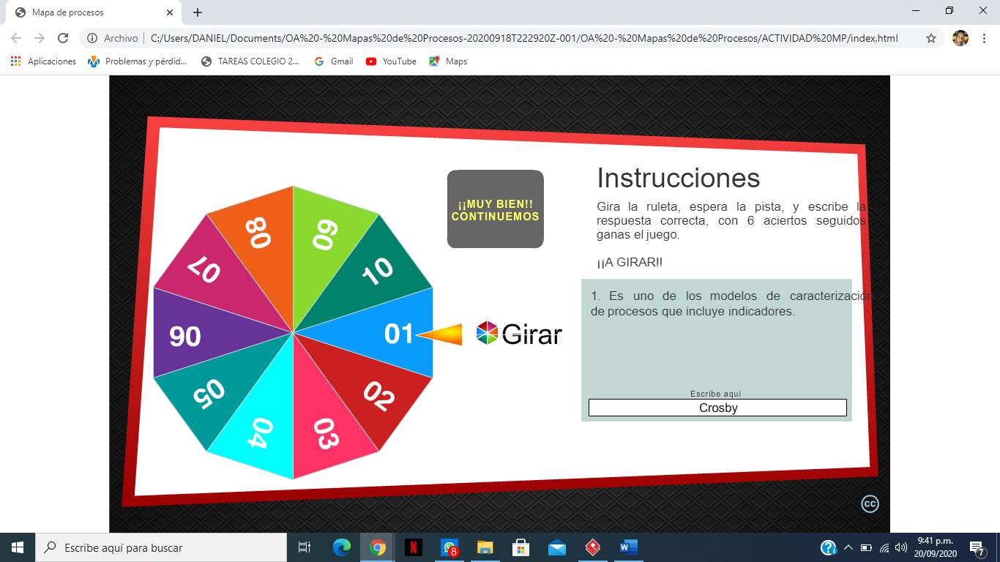 Mapa de procesos
Archivo
C:/Users/DANIEL/Documents/OA%20-%20Mapas%20de%20Procesos-20200918T222920Z-001/OA%20-%20Mapas%20de%20Procesos/ACTIVIDAD%20MP/index.html
Aplicaciones
Problemas y pérdid...
TAREAS COLEGIO 2...
Gmail
YouTube
Maps
¡¡MUY BIEN!!
CONTINUEMOS
Instrucciones
Gira la ruleta, espera la pista, y escribe la
respuesta correcta, con 6 aciertos seguidos
ganas el juego.
¡¡A GIRAR!!
08
09
10
07
06
01
05
02
04
03
Girar
1. Es uno de los modelos de caracterización
de procesos que incluye indicadores.
Escribe aquí
Crosby
cc
Escribe aquí para buscar
8
9:41 p.m.
20/09/2020
7